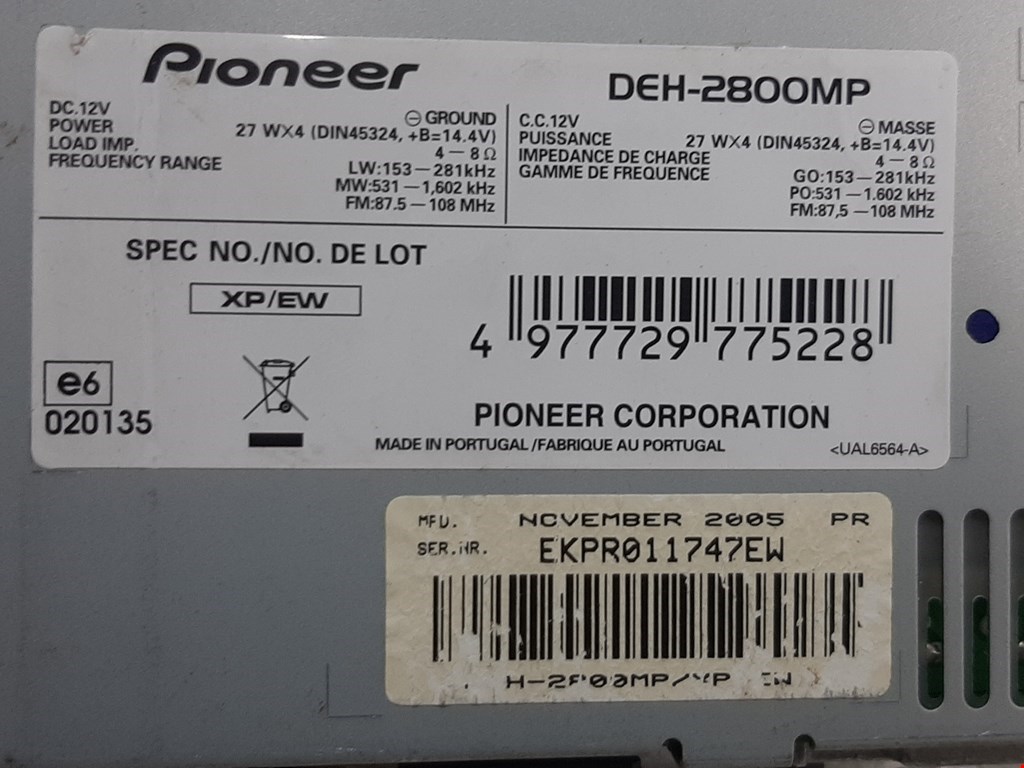 Pioneer
DEH-2800MP
DC.12V
⊖ GROUND
POWER
27 WX4 (DIN45324, +B=14.4V)
LOAD IMP.
4 — 8 Ω
FREQUENCY RANGE
LW:153 — 281kHz
MW:531 — 1,602 kHz
FM:87.5 — 108 MHz
C.C.12V
⊖ MASSE
PUISSANCE
27 WX4 (DIN45324, +B=14.4V)
IMPEDANCE DE CHARGE
4 — 8 Ω
GAMME DE FREQUENCE
GO:153 — 281kHz
PO:531 — 1.602 kHz
FM:87,5 — 108 MHz
SPEC NO./NO. DE LOT
XP/EW
4 977729 775228
e6
020135
PIONEER CORPORATION
MADE IN PORTUGAL/FABRIQUE AU PORTUGAL
<UAL6564-A>
MFD. NOVEMBER 2005 PR
SER.NR. EKPR011747EW
H-2800MP/XP EW